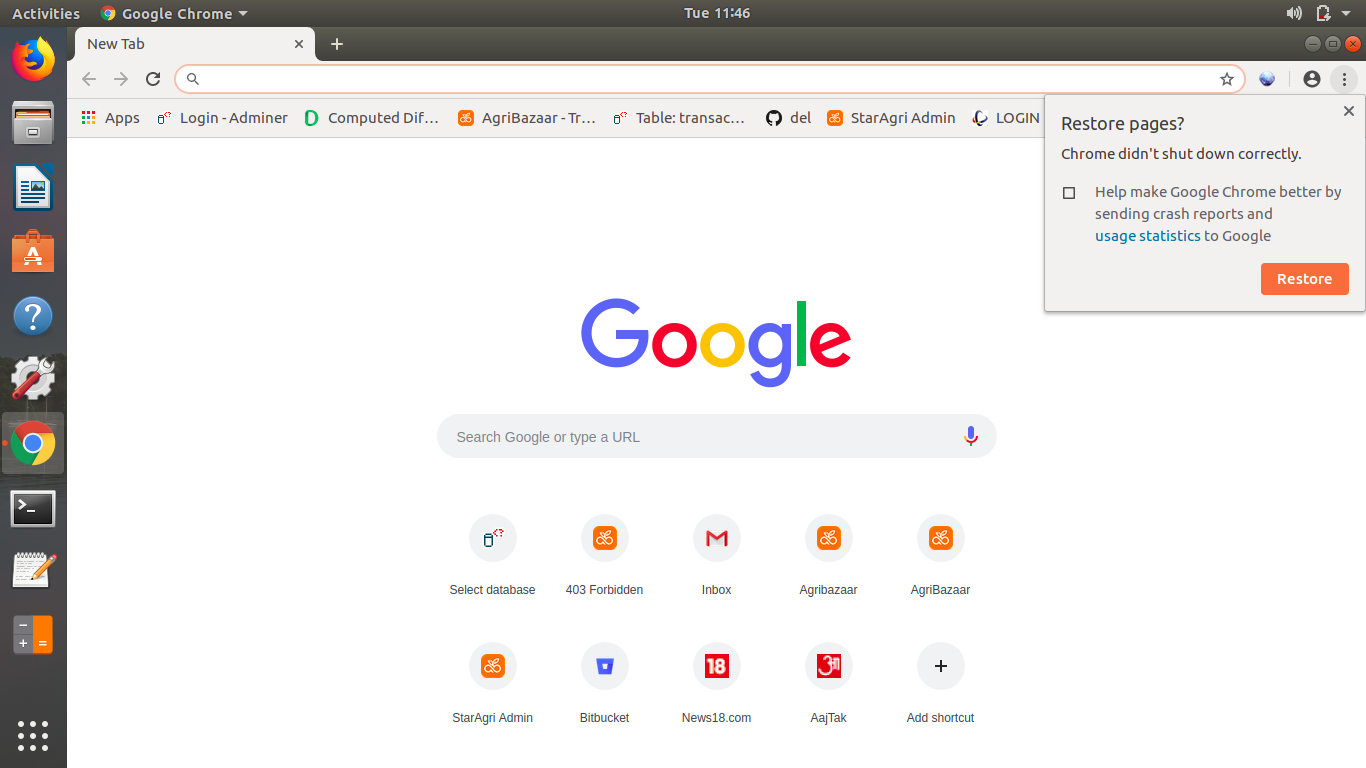 Activities Google Chrome Tue 11:46
New Tab
Apps Login - Adminer Computed Dif... AgriBazaar - Tr... Table: transac... del StarAgri Admin LOGIN
Restore pages?
Chrome didn't shut down correctly.
Help make Google Chrome better by
sending crash reports and
usage statistics to Google
Restore
Google
Search Google or type a URL
Select database 403 Forbidden Inbox Agribazaar AgriBazaar
18
StarAgri Admin Bitbucket News18.com AajTak Add shortcut